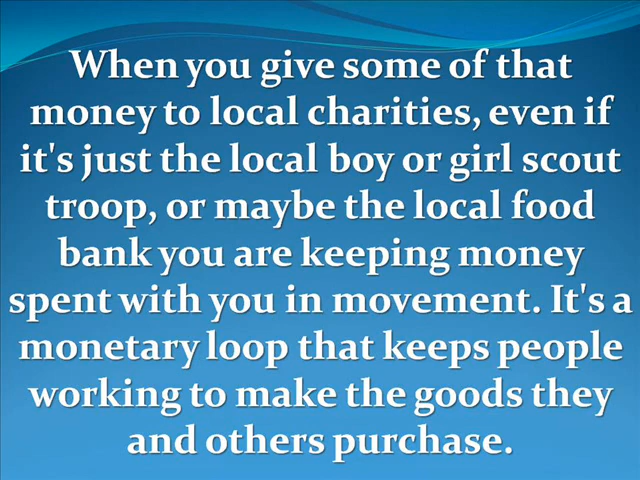 When you give some of that
money to local charities, even if
it's just the local boy or girl scout
troop, or maybe the local food
bank you are keeping money
spent with you in movement. It's a
monetary loop that keeps people
working to make the goods they
and others purchase.